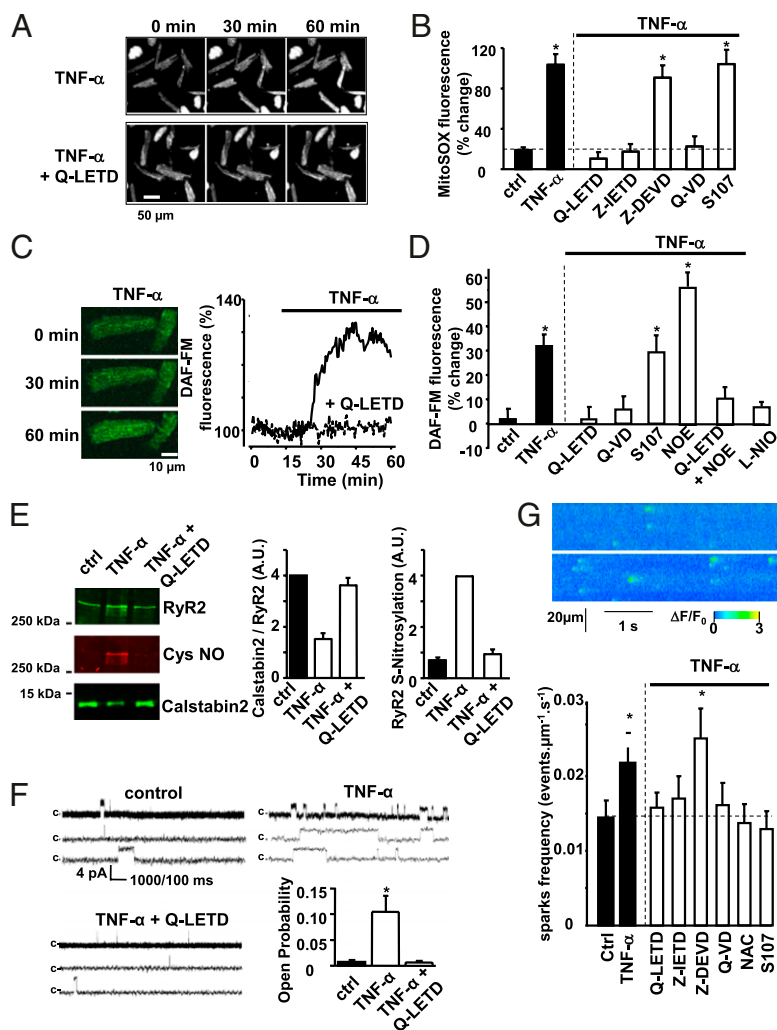 A
0 min 30 min 60 min
TNF-α
TNF-α
+ Q-LETD
50 µm
B
TNF-α
MitoSOX fluorescence
(% change)
120
80
40
0
*
*
*
ctrl
TNF-α
Q-LETD
Z-IETD
Z-DEVD
Q-VD
S107
C
TNF-α
0 min
30 min
60 min
10 µm
DAF-FM
fluorescence (%)
140
100
TNF-α
+ Q-LETD
0 15 30 45 60
Time (min)
D
TNF-α
DAF-FM fluorescence
(% change)
60
50
40
30
20
10
0
-10
*
*
*
ctrl
TNF-α
Q-LETD
Q-VD
S107
NOE
Q-LETD
+ NOE
L-NIO
E
ctrl
TNF-α
TNF-α +
Q-LETD
250 kDa
RyR2
250 kDa
Cys NO
15 kDa
Calstabin2
Calstabin2 / RyR2 (A.U.)
4
2
0
ctrl
TNF-α
TNF-α +
Q-LETD
RyR2 S-Nitrosylation (A.U.)
4
2
0
ctrl
TNF-α
TNF-α +
Q-LETD
F
control
c
c
c
4 pA
1000/100 ms
TNF-α
c
c
c
TNF-α + Q-LETD
c
c
c
Open Probability
0.15
0.10
0.05
0.00
*
ctrl
TNF-α
TNF-α +
Q-LETD
G
20µm
1 s
ΔF/F0
0 3
TNF-α
sparks frequency (events.µm-1.s-1)
0.03
0.02
0.01
0
*
*
Ctrl
TNF-α
Q-LETD
Z-IETD
Z-DEVD
Q-VD
NAC
S107